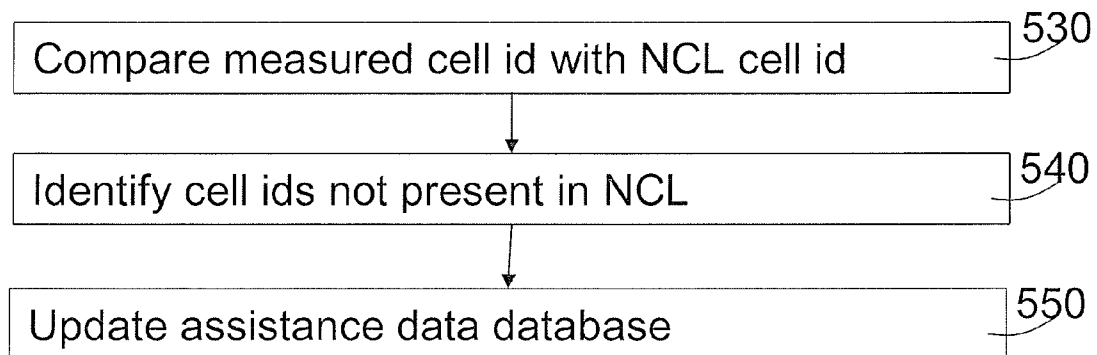 530
Compare measured cell id with NCL cell id
540
Identify cell ids not present in NCL
550
Update assistance data database